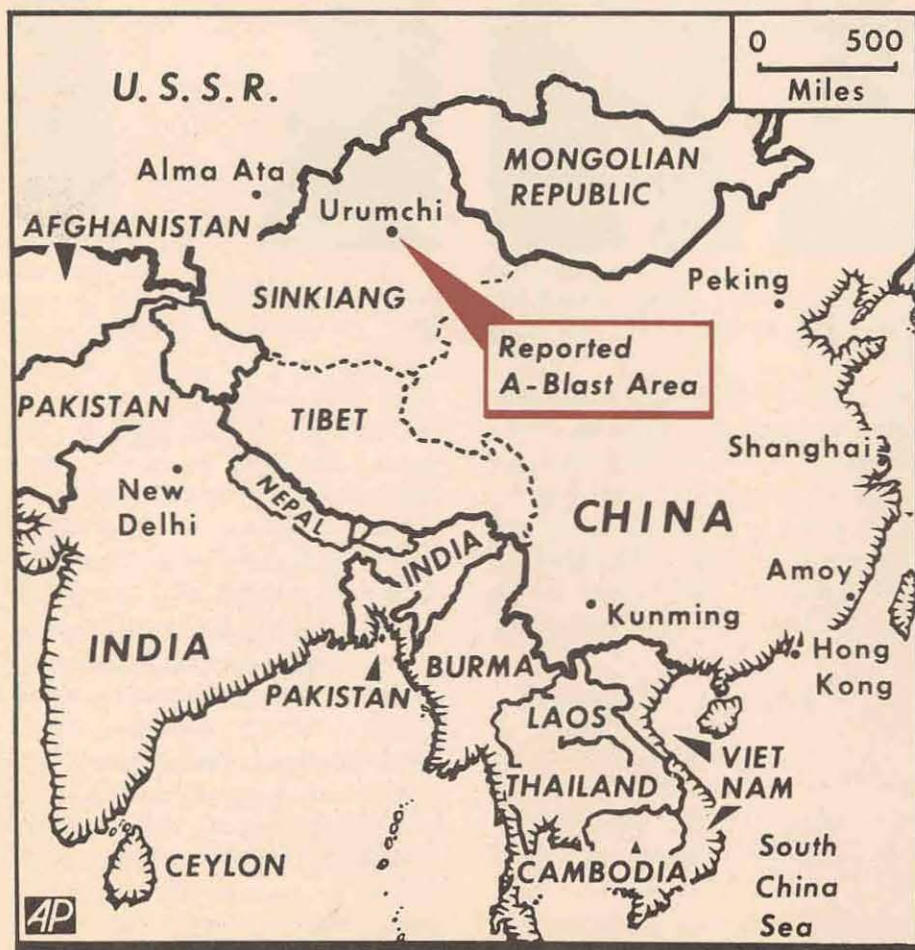 0 500
Miles
U.S.S.R.
Alma Ata
MONGOLIAN
REPUBLIC
AFGHANISTAN
Urumchi
SINKIANG
Peking
Reported
A-Blast Area
PAKISTAN
TIBET
Shanghai
New
Delhi
NEPAL
CHINA
INDIA
Amoy
Kunming
INDIA
Hong
Kong
BURMA
PAKISTAN
LAOS
VIET
NAM
THAILAND
CEYLON
CAMBODIA
South
China
Sea
AP